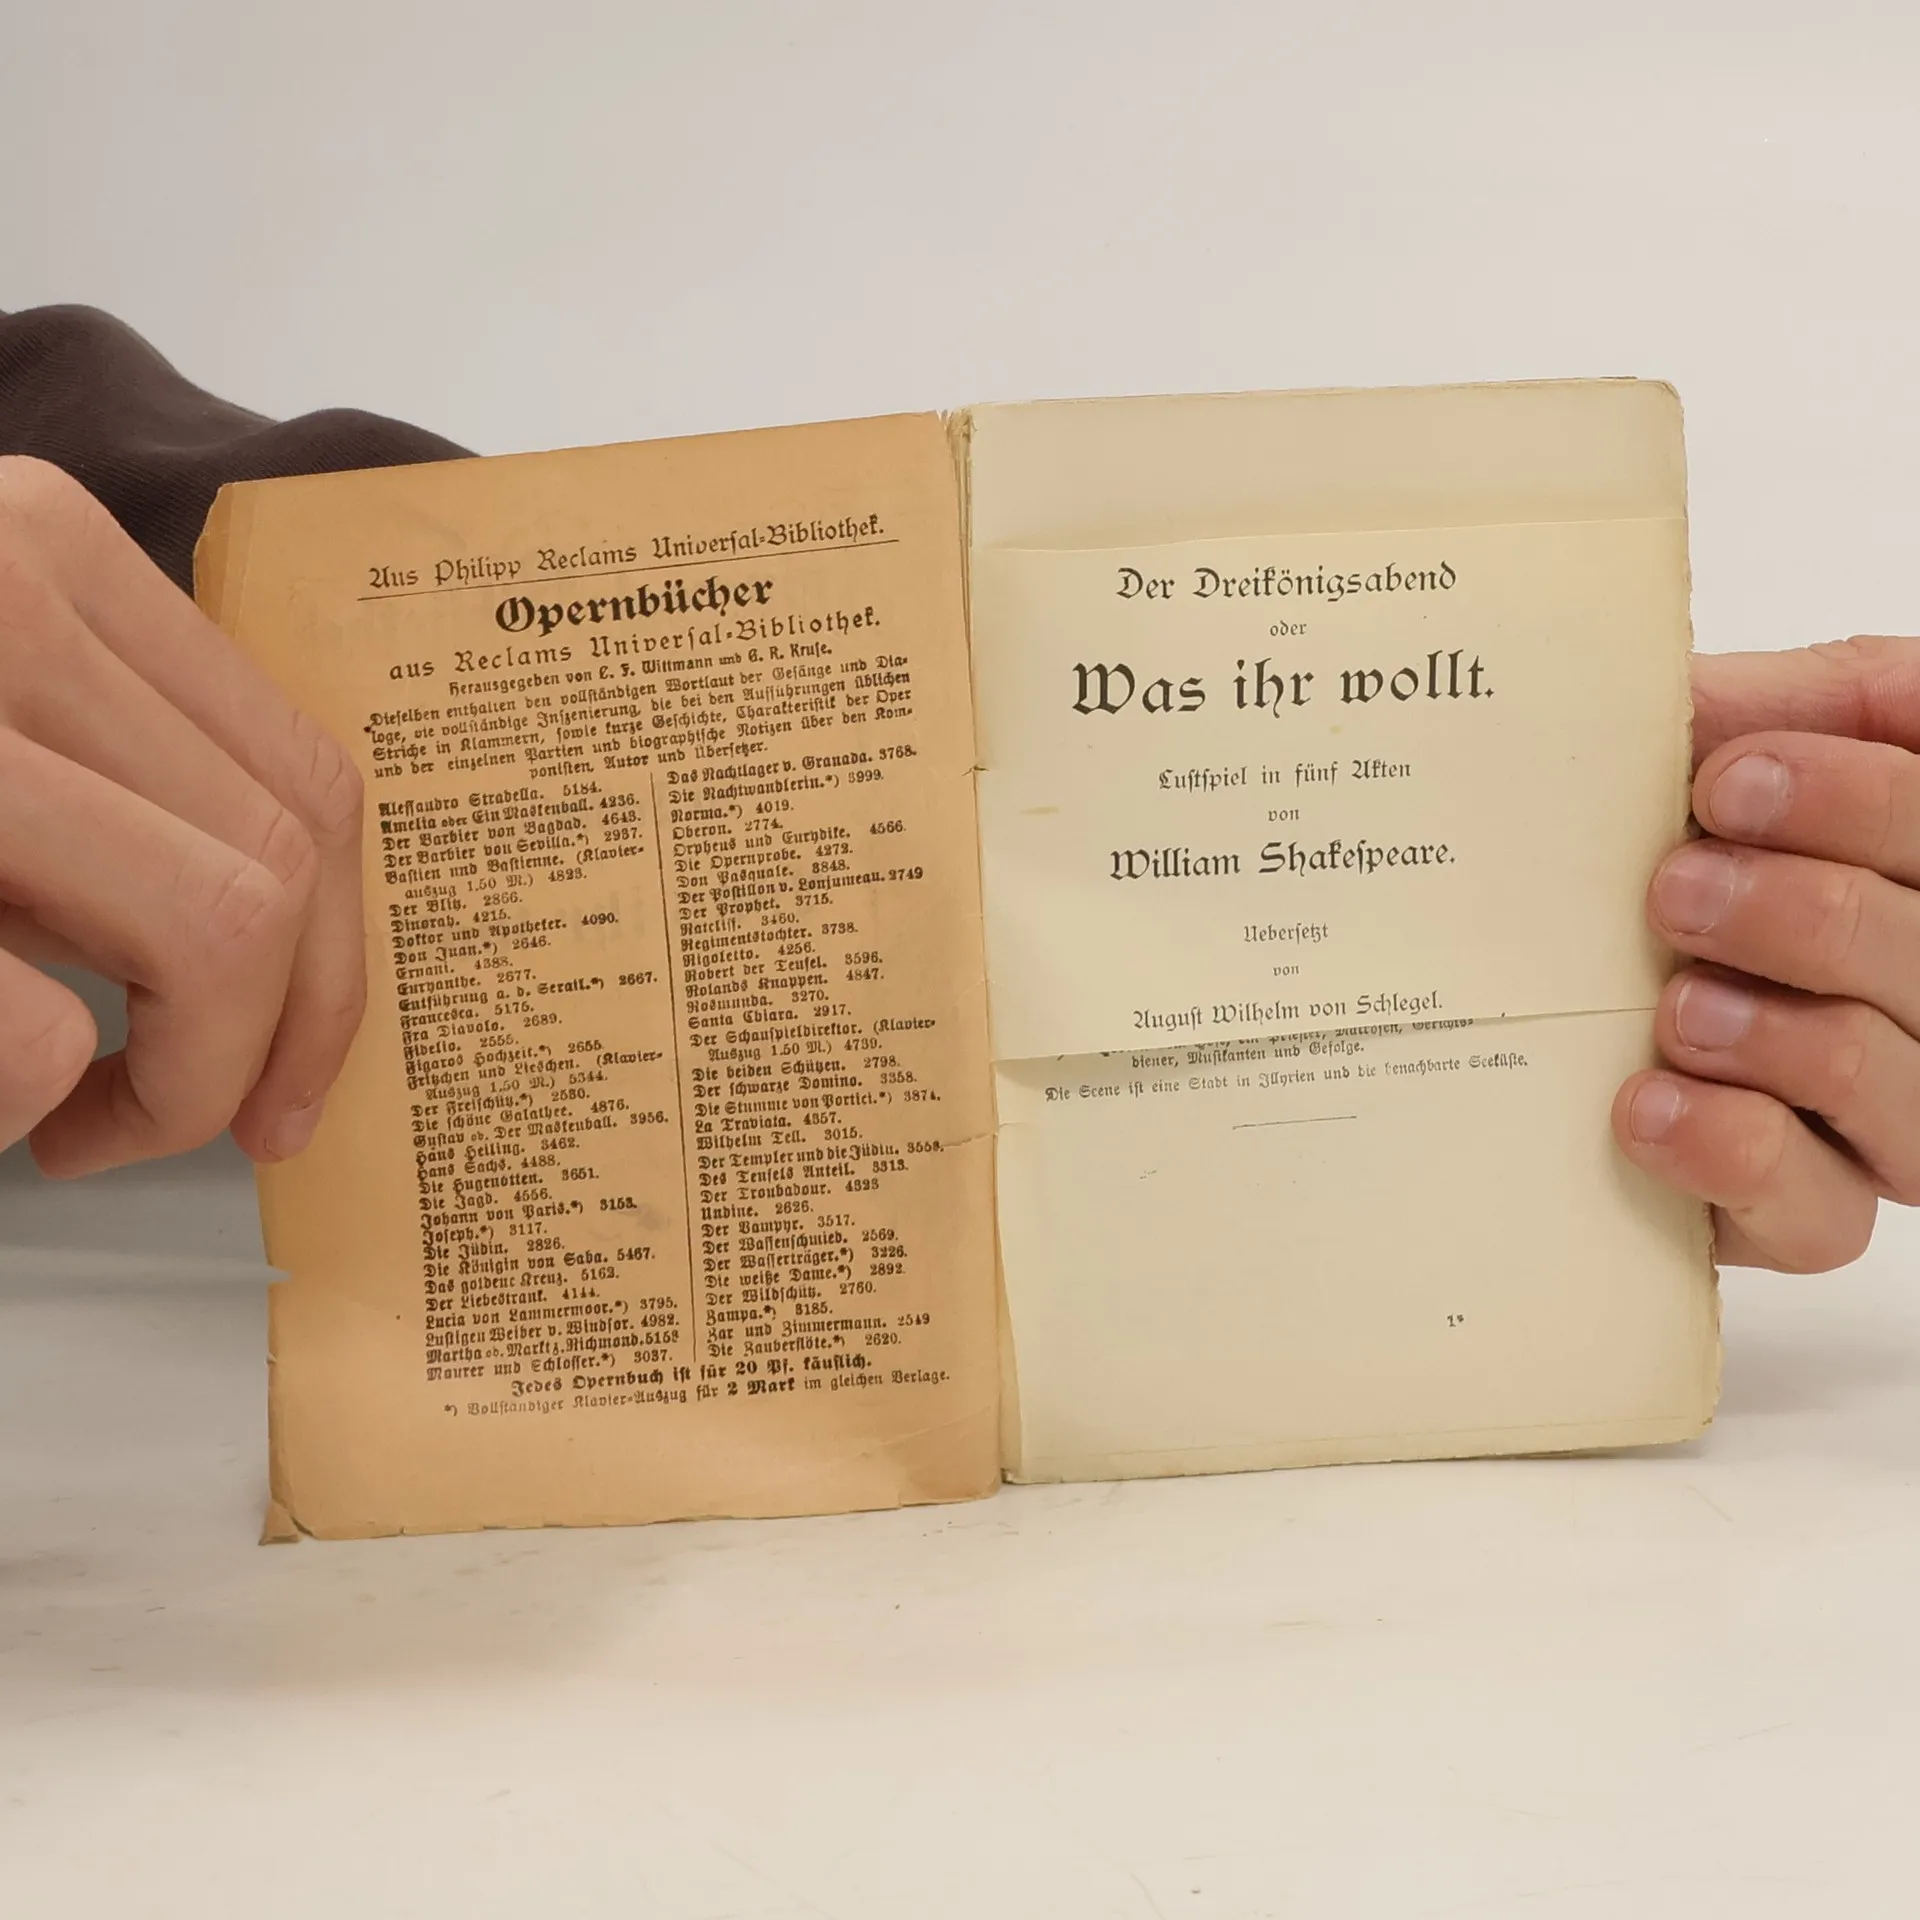 Aus Philipp Reclams Universal-Bibliothek.
Opernbücher
aus Reclams Universal-Bibliothek.
Herausgegeben von C. F. Wittmann und G. R. Kruse.
Dieselben enthalten den vollständigen Wortlaut der Gesänge und Dia-
loge, die vollständige Inszenierung, die bei den Aufführungen üblichen
Striche in Klammern, sowie kurze Geschichte, Charakteristik der Oper
und der einzelnen Partien und biographische Notizen über den Kom-
ponisten, Autor und Übersetzer.
Alessandro Stradella. 5184.
Amelia oder Ein Maskenball. 4236.
Der Barbier von Bagdad. 4643.
Der Barbier von Sevilla.*) 2937.
Bastien und Bastienne. (Klavier-
auszug 1.50 M.) 4823.
Der Blitz. 2866.
Dinorah. 4215.
Doktor und Apotheker. 4090.
Don Juan.*) 2646.
Ernani. 4388.
Euryanthe. 2677.
Entführung a. d. Serail.*) 2667.
Francesca. 5175.
Fra Diavolo. 2689.
Fidelio. 2555.
Figaros Hochzeit.*) 2655
Fritzchen und Lieschen. (Klavier-
Auszug 1.50 M.) 5344.
Der Freischütz.*) 2530.
Die schöne Galathee. 4876.
Gustav od. Der Maskenball. 3956.
Hans Heiling. 3462.
Hans Sachs. 4488.
Die Hugenotten. 3651.
Die Jagd. 4556.
Johann von Paris.*) 3153.
Joseph.*) 3117.
Die Jüdin. 2826.
Die Königin von Saba. 5467.
Das goldene Kreuz. 5162.
Der Liebestrank. 4144.
Lucia von Lammermoor.*) 3795.
Lustigen Weiber v. Windsor. 4982.
Martha od. Markt z. Richmond. 5153
Maurer und Schlosser.*) 3037.
Das Nachtlager v. Granada. 3768.
Die Nachtwandlerin.*) 3999.
Norma.*) 4019.
Oberon. 2774.
Orpheus und Eurydike. 4566.
Die Opernprobe. 4272.
Don Pasquale. 3848.
Der Postillon v. Lonjumeau. 2749
Der Prophet. 3715.
Ratcliff. 3460.
Regimentstochter. 3738.
Rigoletto. 4256.
Robert der Teufel. 3596.
Rolands Knappen. 4847.
Rosmunda. 3270.
Santa Chiara. 2917.
Der Schauspieldirektor. (Klavier-
Auszug 1.50 M.) 4739.
Die beiden Schützen. 2798.
Der schwarze Domino. 3358.
Die Stumme von Portici.*) 3874.
La Traviata. 4357.
Wilhelm Tell. 3015.
Der Templer und die Jüdin. 3553.
Des Teufels Anteil. 3313.
Der Troubadour. 4323
Undine. 2626.
Der Vampyr. 3517.
Der Waffenschmied. 2569.
Der Wasserträger.*) 3226.
Die weiße Dame.*) 2892.
Der Wildschütz. 2760.
Zampa.*) 3185.
Zar und Zimmermann. 2549
Die Zauberflöte.*) 2620.
Jedes Opernbuch ist für 20 Pf. käuflich.
*) Vollständiger Klavier-Auszug für 2 Mark im gleichen Verlage.
Der Dreikönigsabend
oder
Was ihr wollt.
Lustspiel in fünf Akten
von
William Shakespeare.
Uebersetzt
von
August Wilhelm von Schlegel.
ein Priester, Matrosen, Gerichts-
diener, Musikanten und Gefolge.
Die Scene ist eine Stadt in Illyrien und die benachbarte Seeküste.
1*